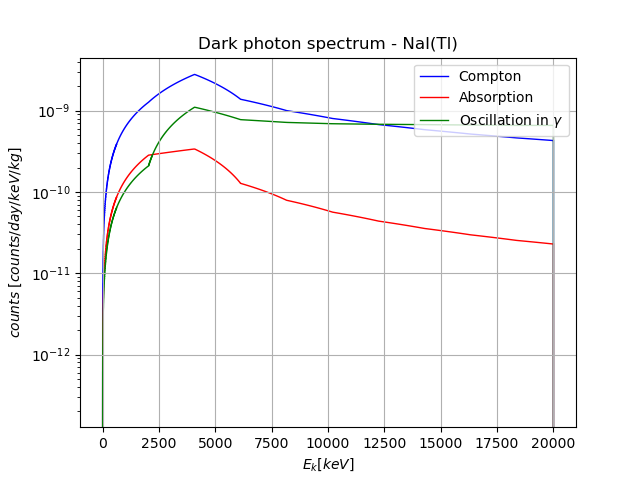 Dark photon spectrum - NaI(Tl)
Compton
Absorption
Oscillation in γ
counts [counts/day/keV/kg]
10⁻⁹
10⁻¹⁰
10⁻¹¹
10⁻¹²
0 2500 5000 7500 10000 12500 15000 17500 20000
E_k[keV]